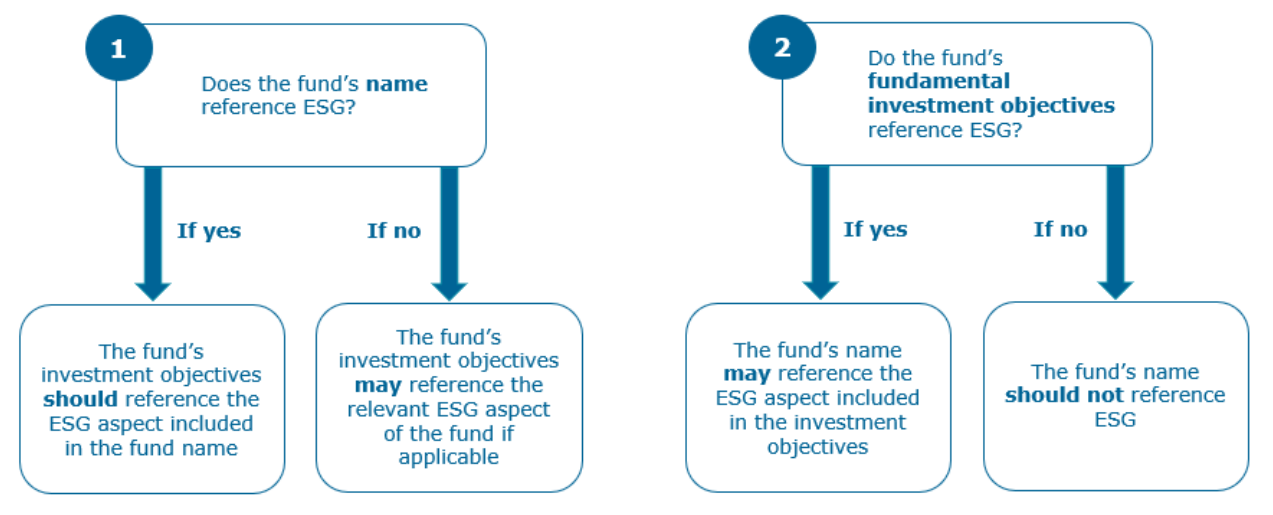 1
Does the fund's name
reference ESG?
If yes
If no
The fund's
investment objectives
should reference the
ESG aspect included
in the fund name
The fund's
investment objectives
may reference the
relevant ESG aspect
of the fund if
applicable
2
Do the fund's
fundamental
investment objectives
reference ESG?
If yes
If no
The fund's name
may reference the
ESG aspect included
in the investment
objectives
The fund's name
should not reference
ESG